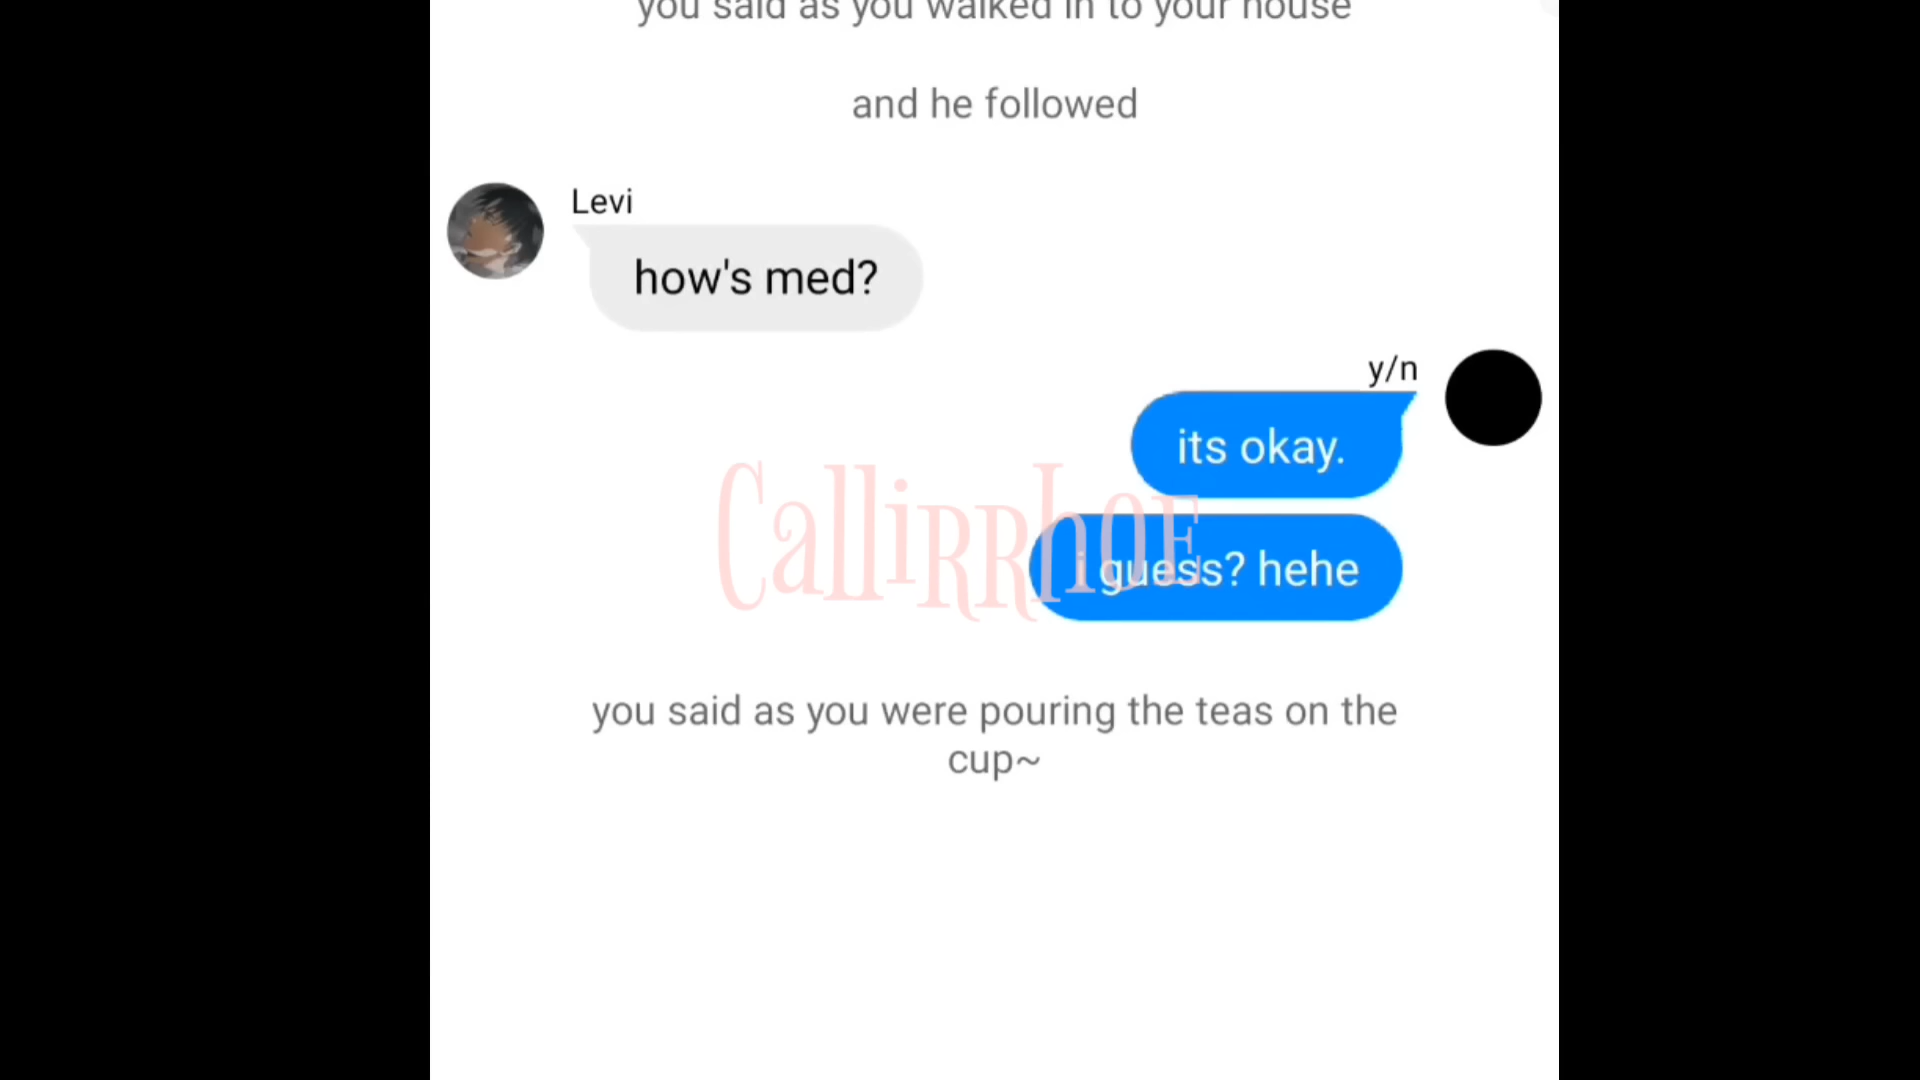 you said as you walked in to your house
and he followed
Levi
how's med?
y/n
its okay.
CallirrhoE
i guess? hehe
you said as you were pouring the teas on the
cup~